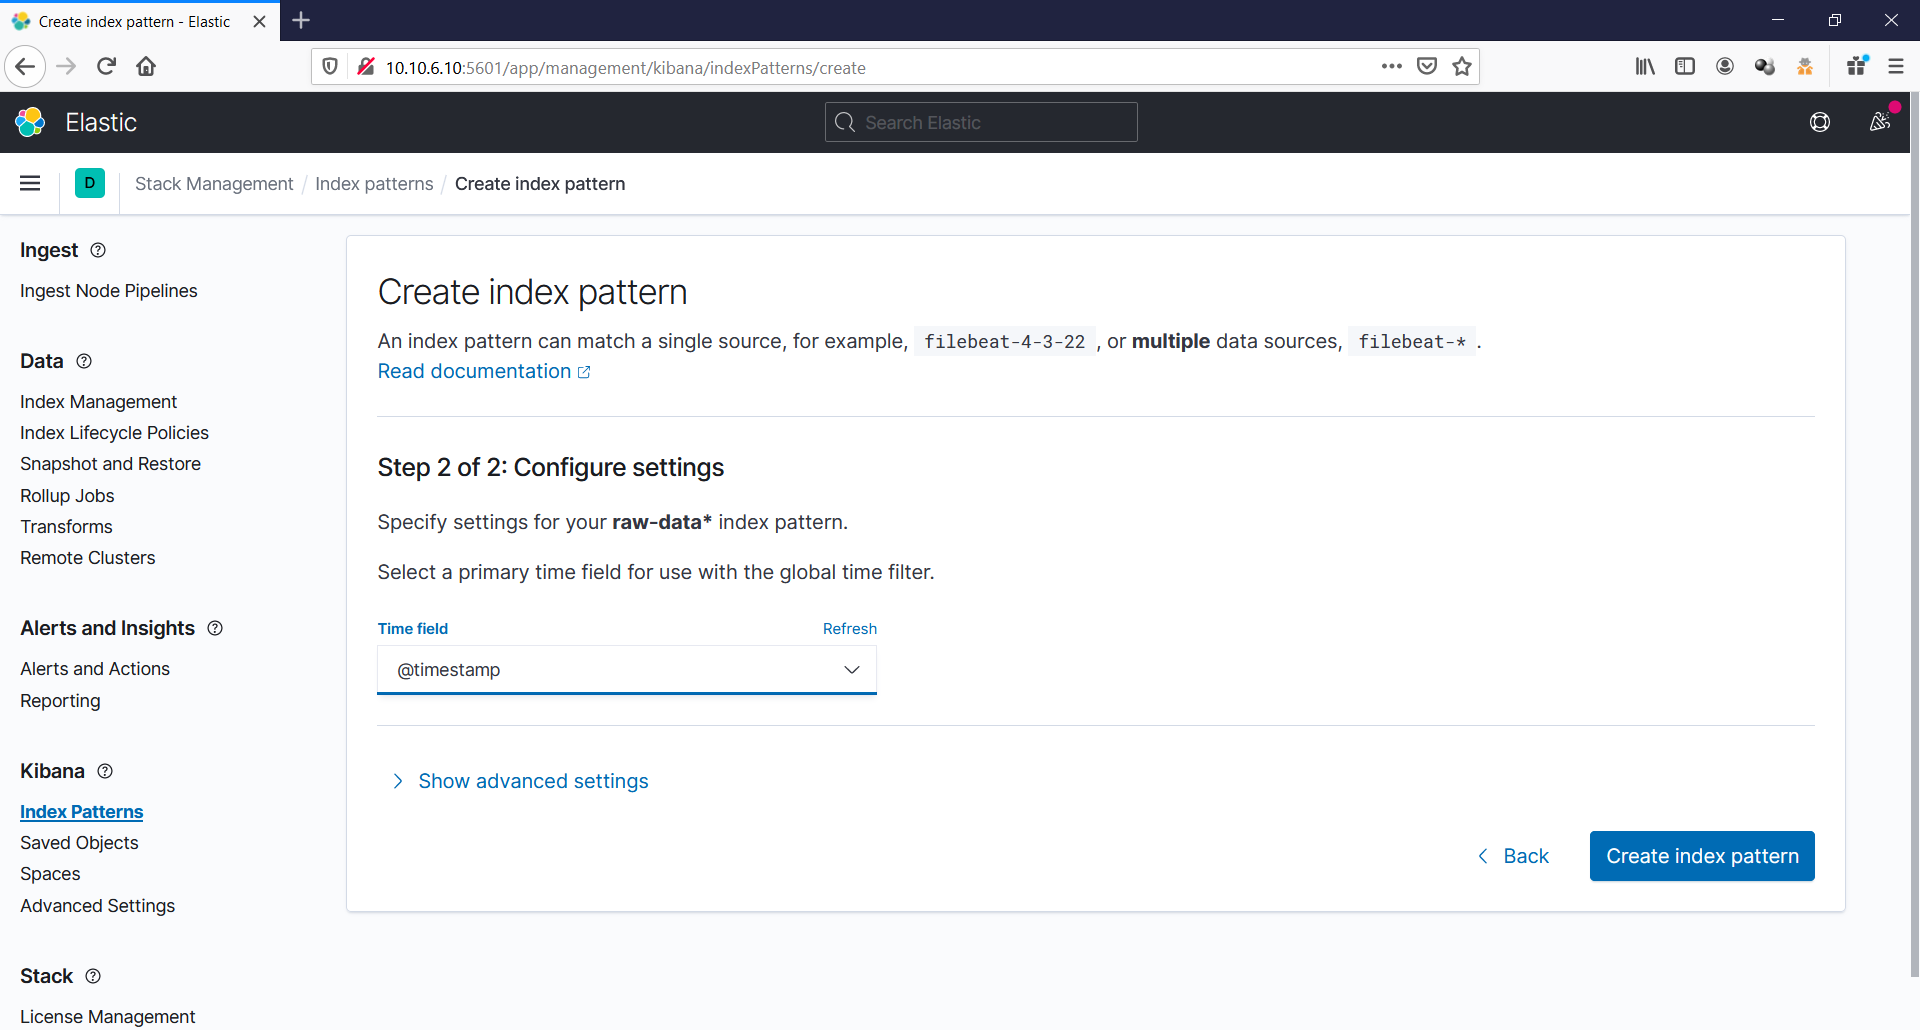 Create index pattern - Elastic
10.10.6.10:5601/app/management/kibana/indexPatterns/create
Elastic
Search Elastic
D
Stack Management / Index patterns / Create index pattern
Ingest
Ingest Node Pipelines
Data
Index Management
Index Lifecycle Policies
Snapshot and Restore
Rollup Jobs
Transforms
Remote Clusters
Alerts and Insights
Alerts and Actions
Reporting
Kibana
Index Patterns
Saved Objects
Spaces
Advanced Settings
Stack
License Management
Create index pattern
An index pattern can match a single source, for example, filebeat-4-3-22 , or multiple data sources, filebeat-* .
Read documentation
Step 2 of 2: Configure settings
Specify settings for your raw-data* index pattern.
Select a primary time field for use with the global time filter.
Time field Refresh
@timestamp
Show advanced settings
Back
Create index pattern